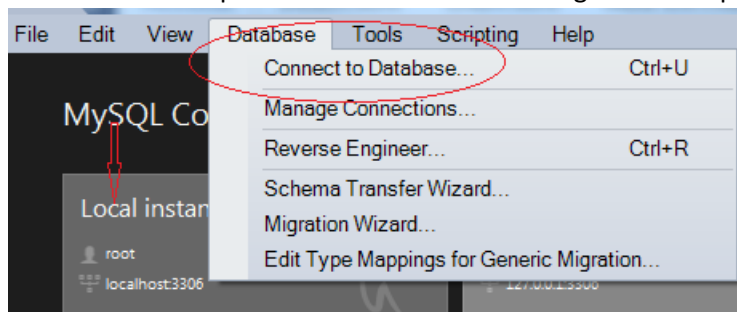 File Edit View Database Tools Scripting Help
Connect to Database... Ctrl+U
Manage Connections...
Reverse Engineer... Ctrl+R
Schema Transfer Wizard...
Migration Wizard...
Edit Type Mappings for Generic Migration...
MySQL Co
Local instan
root
localhost:3306
127.0.0.1:3306